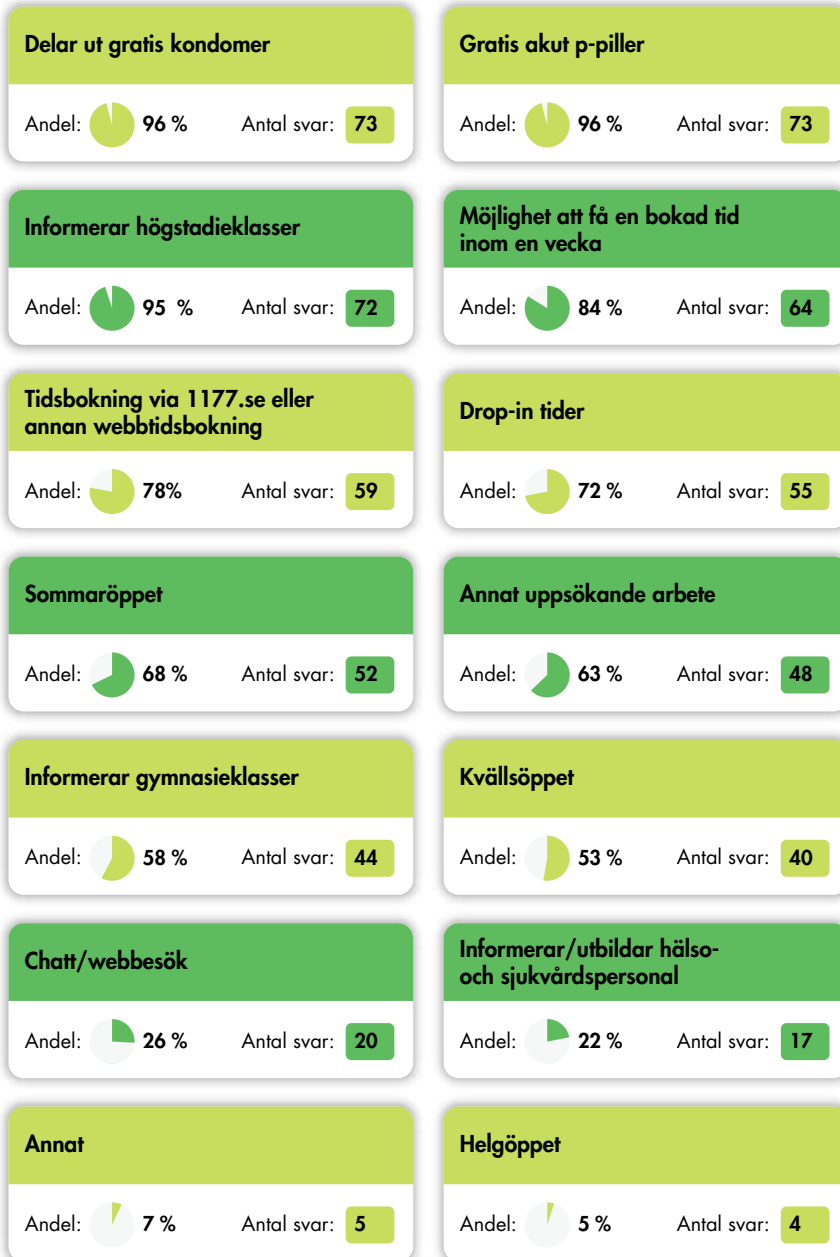 Delar ut gratis kondomer
Andel: 96 % Antal svar: 73
Gratis akut p-piller
Andel: 96 % Antal svar: 73
Informerar högstadieklasser
Andel: 95 % Antal svar: 72
Möjlighet att få en bokad tid
inom en vecka
Andel: 84 % Antal svar: 64
Tidsbokning via 1177.se eller
annan webbtidsbokning
Andel: 78% Antal svar: 59
Drop-in tider
Andel: 72 % Antal svar: 55
Sommaröppet
Andel: 68 % Antal svar: 52
Annat uppsökande arbete
Andel: 63 % Antal svar: 48
Informerar gymnasieklasser
Andel: 58 % Antal svar: 44
Kvällsöppet
Andel: 53 % Antal svar: 40
Chatt/webbesök
Andel: 26 % Antal svar: 20
Informerar/utbildar hälso-
och sjukvårdspersonal
Andel: 22 % Antal svar: 17
Annat
Andel: 7 % Antal svar: 5
Helgöppet
Andel: 5 % Antal svar: 4